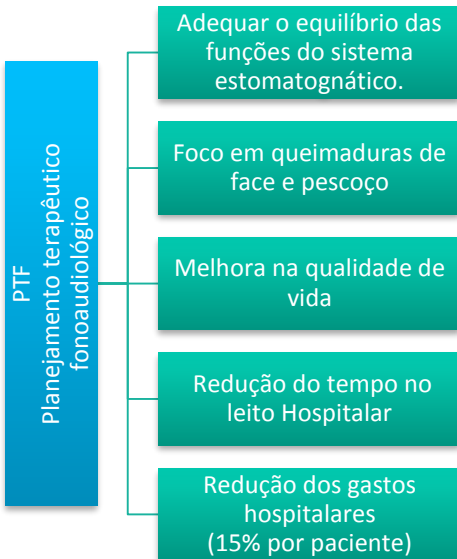 PTF
Planejamento terapêutico
fonoaudiológico
Adequar o equilíbrio das
funções do sistema
estomatognático.
Foco em queimaduras de
face e pescoço
Melhora na qualidade de
vida
Redução do tempo no
leito Hospitalar
Redução dos gastos
hospitalares
(15% por paciente)